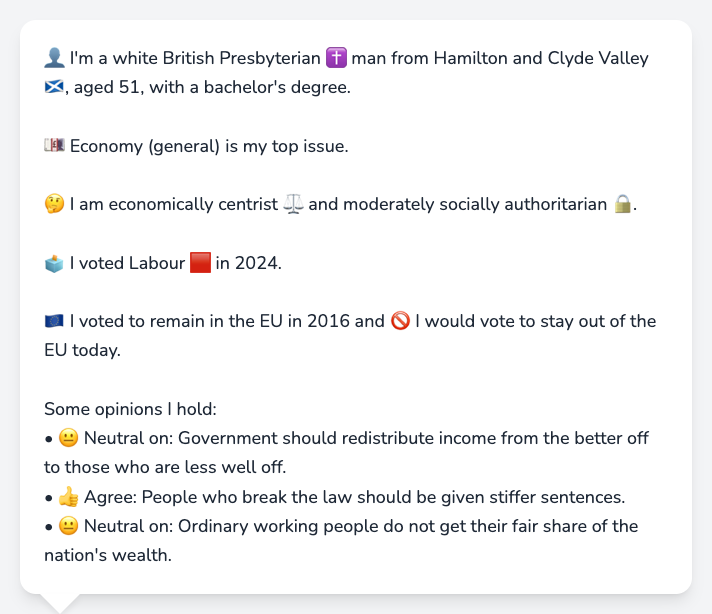 👤 I'm a white British Presbyterian ✝️ man from Hamilton and Clyde Valley
🏴󠁧󠁢󠁳󠁣󠁴󠁿, aged 51, with a bachelor's degree.
💷 Economy (general) is my top issue.
🤔 I am economically centrist ⚖️ and moderately socially authoritarian 🔒.
🗳️ I voted Labour 🟥 in 2024.
🇪🇺 I voted to remain in the EU in 2016 and 🚫 I would vote to stay out of the
EU today.
Some opinions I hold:
• 😐 Neutral on: Government should redistribute income from the better off
to those who are less well off.
• 👍 Agree: People who break the law should be given stiffer sentences.
• 😐 Neutral on: Ordinary working people do not get their fair share of the
nation's wealth.